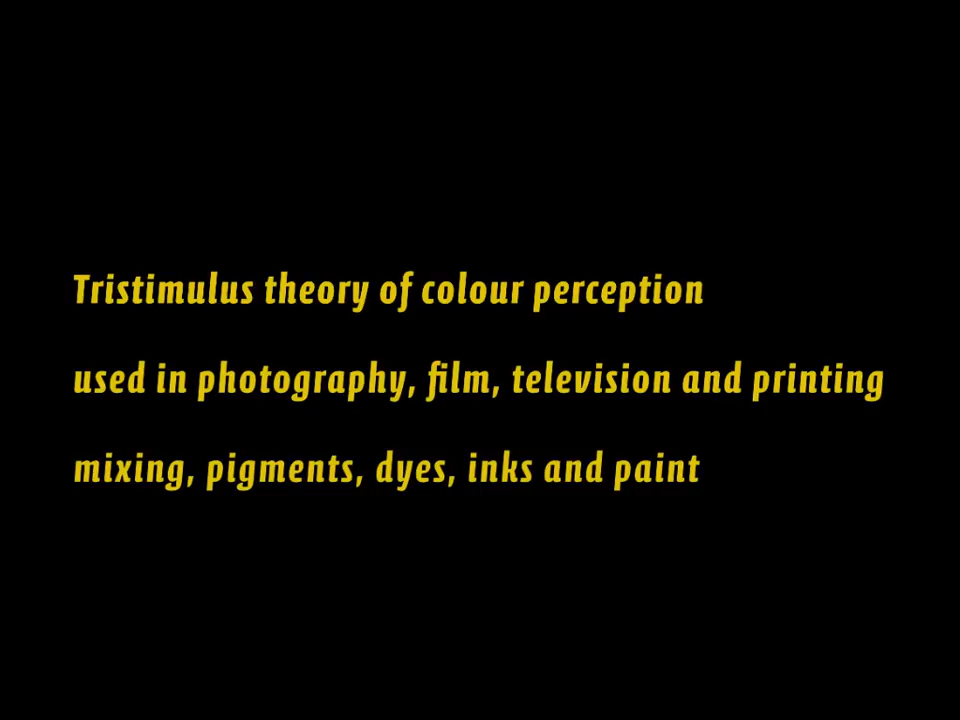 Tristimulus theory of colour perception
used in photography, film, television and printing
mixing, pigments, dyes, inks and paint